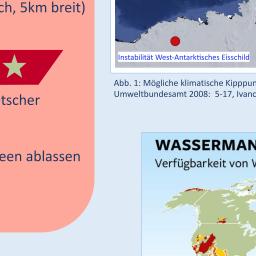 ch, 5km breit)
tscher
een ablassen
Instabilität West-Antarktisches Eisschild
Abb. 1: Mögliche klimatische Kipppun
Umweltbundesamt 2008: 5-17, Ivanc
WASSERMAN
Verfügbarkeit von W